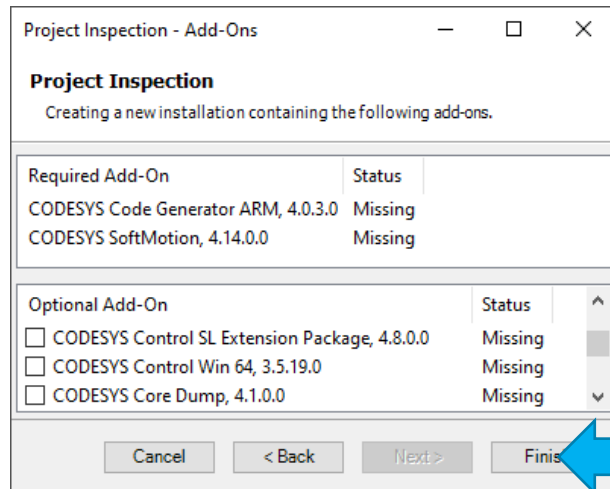 Project Inspection - Add-Ons
Project Inspection
Creating a new installation containing the following add-ons.
Required Add-On Status
CODESYS Code Generator ARM, 4.0.3.0 Missing
CODESYS SoftMotion, 4.14.0.0 Missing
Optional Add-On Status
CODESYS Control SL Extension Package, 4.8.0.0 Missing
CODESYS Control Win 64, 3.5.19.0 Missing
CODESYS Core Dump, 4.1.0.0 Missing
Cancel < Back Next > Finis